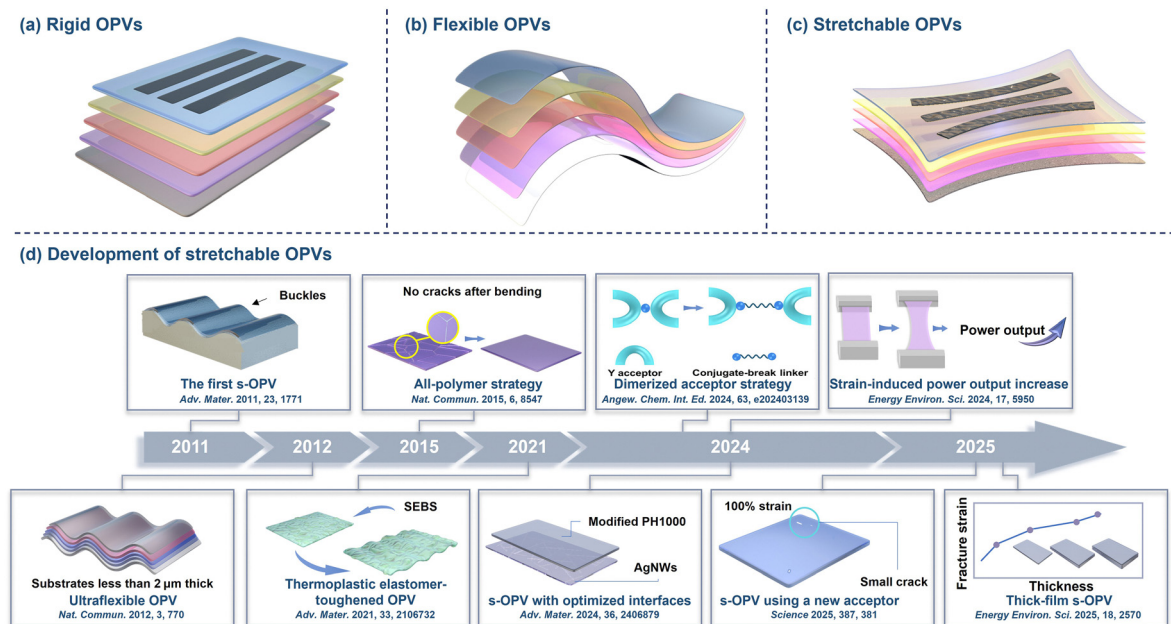 (a) Rigid OPVs
(b) Flexible OPVs
(c) Stretchable OPVs
(d) Development of stretchable OPVs
Buckles
The first s-OPV
Adv. Mater. 2011, 23, 1771
No cracks after bending
All-polymer strategy
Nat. Commun. 2015, 6, 8547
Y acceptor
Conjugate-break linker
Dimerized acceptor strategy
Angew. Chem. Int. Ed. 2024, 63, e202403139
Power output
Strain-induced power output increase
Energy Environ. Sci. 2024, 17, 5950
2011
2012
2015
2021
2024
2025
Substrates less than 2 μm thick
Ultraflexible OPV
Nat. Commun. 2012, 3, 770
SEBS
Thermoplastic elastomer-
toughened OPV
Adv. Mater. 2021, 33, 2106732
Modified PH1000
AgNWs
s-OPV with optimized interfaces
Adv. Mater. 2024, 36, 2406879
100% strain
Small crack
s-OPV using a new acceptor
Science 2025, 387, 381
Fracture strain
Thickness
Thick-film s-OPV
Energy Environ. Sci. 2025, 18, 2570